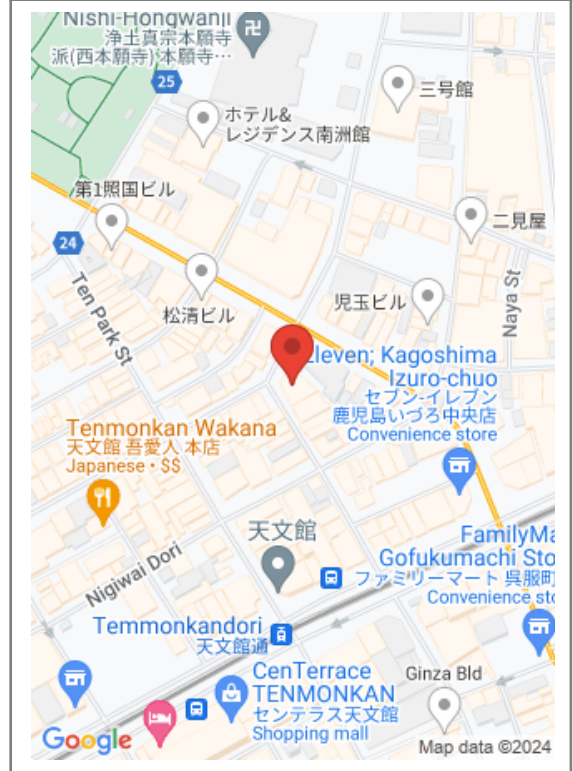 Nishi-Hongwanji
浄土真宗本願寺
派(西本願寺)本願寺…
25
三号館
ホテル&
レジデンス南洲館
第1照国ビル
二見屋
24
Ten Park St
松清ビル
児玉ビル
Naya St
Eleven; Kagoshima
Izuro-chuo
セブン-イレブン
鹿児島いづろ中央店
Convenience store
Tenmonkan Wakana
天文館 吾愛人 本店
Japanese • $$
天文館
FamilyMa
Gofukumachi Sto
ファミリーマート 呉服町
Convenience sto
Nigiwai Dori
Temmonkandori
天文館通
CenTerrace
TENMONKAN
センテラス天文館
Shopping mall
Ginza Bld
Google
Map data ©2024